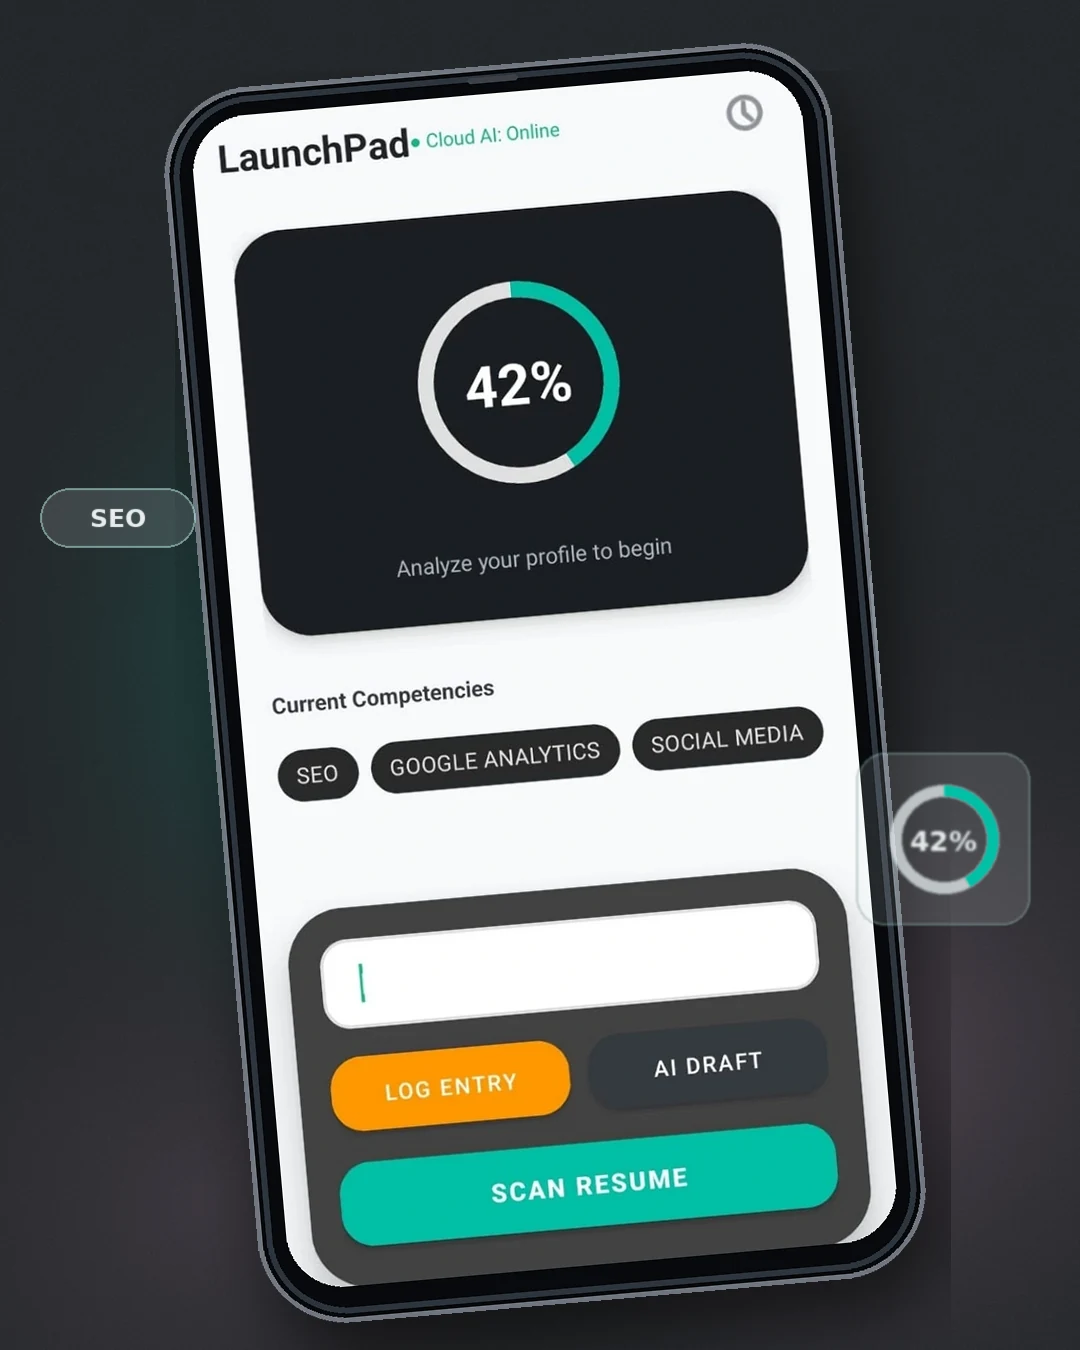 LaunchPad
• Cloud AI: Online
42%
Analyze your profile to begin
SEO
Current Competencies
SEO
GOOGLE ANALYTICS
SOCIAL MEDIA
42%
LOG ENTRY
AI DRAFT
SCAN RESUME